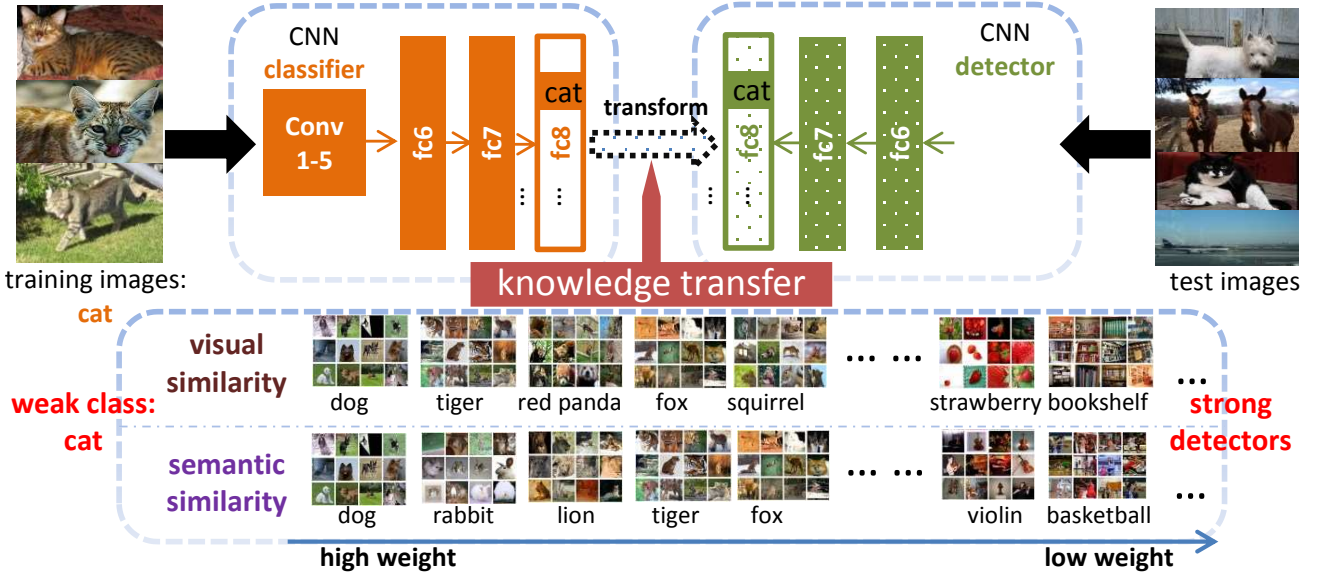 CNN
classifier
Conv
1-5
fc6
fc7
cat
fc8
... ...
transform
cat
fc8
... ...
fc7
fc6
CNN
detector
training images:
cat
knowledge transfer
test images
weak class:
cat
visual
similarity
dog tiger red panda fox squirrel ... ... strawberry bookshelf ...
strong
detectors
semantic
similarity
dog rabbit lion tiger fox ... ... violin basketball ...
high weight low weight